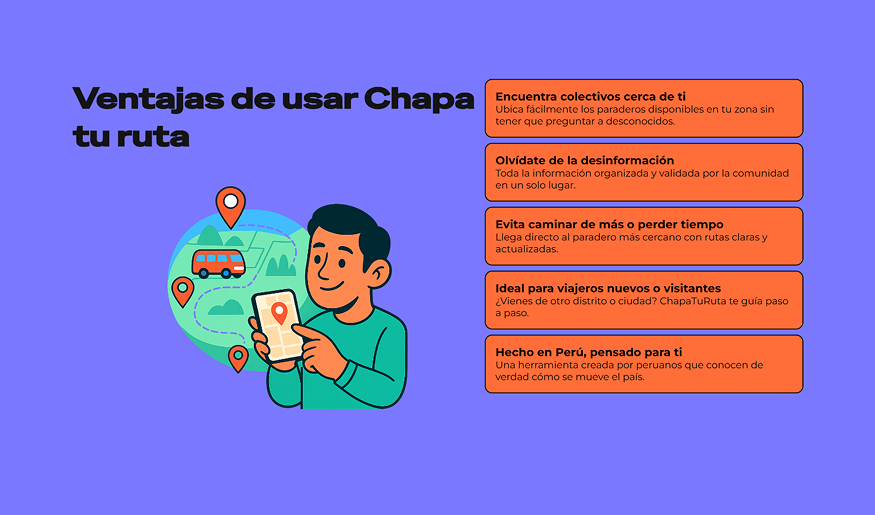 Ventajas de usar Chapa
tu ruta
Encuentra colectivos cerca de ti
Ubica fácilmente los paraderos disponibles en tu zona sin
tener que preguntar a desconocidos.
Olvídate de la desinformación
Toda la información organizada y validada por la comunidad
en un solo lugar.
Evita caminar de más o perder tiempo
Llega directo al paradero más cercano con rutas claras y
actualizadas.
Ideal para viajeros nuevos o visitantes
¿Vienes de otro distrito o ciudad? ChapaTuRuta te guía paso
a paso.
Hecho en Perú, pensado para ti
Una herramienta creada por peruanos que conocen de
verdad cómo se mueve el país.